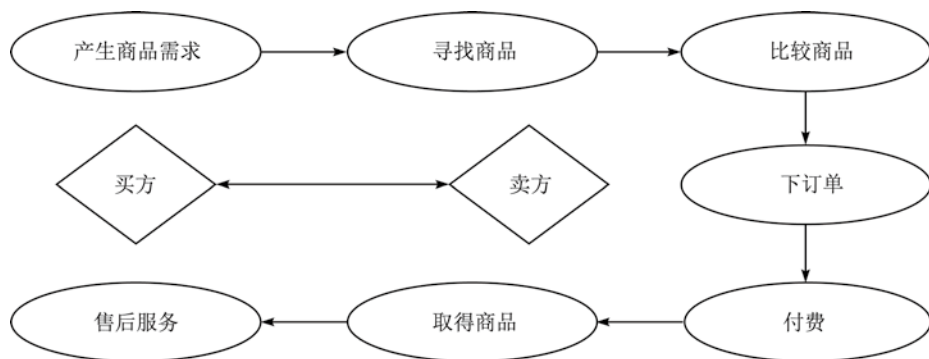 产生商品需求
寻找商品
比较商品
买方
卖方
下订单
售后服务
取得商品
付费